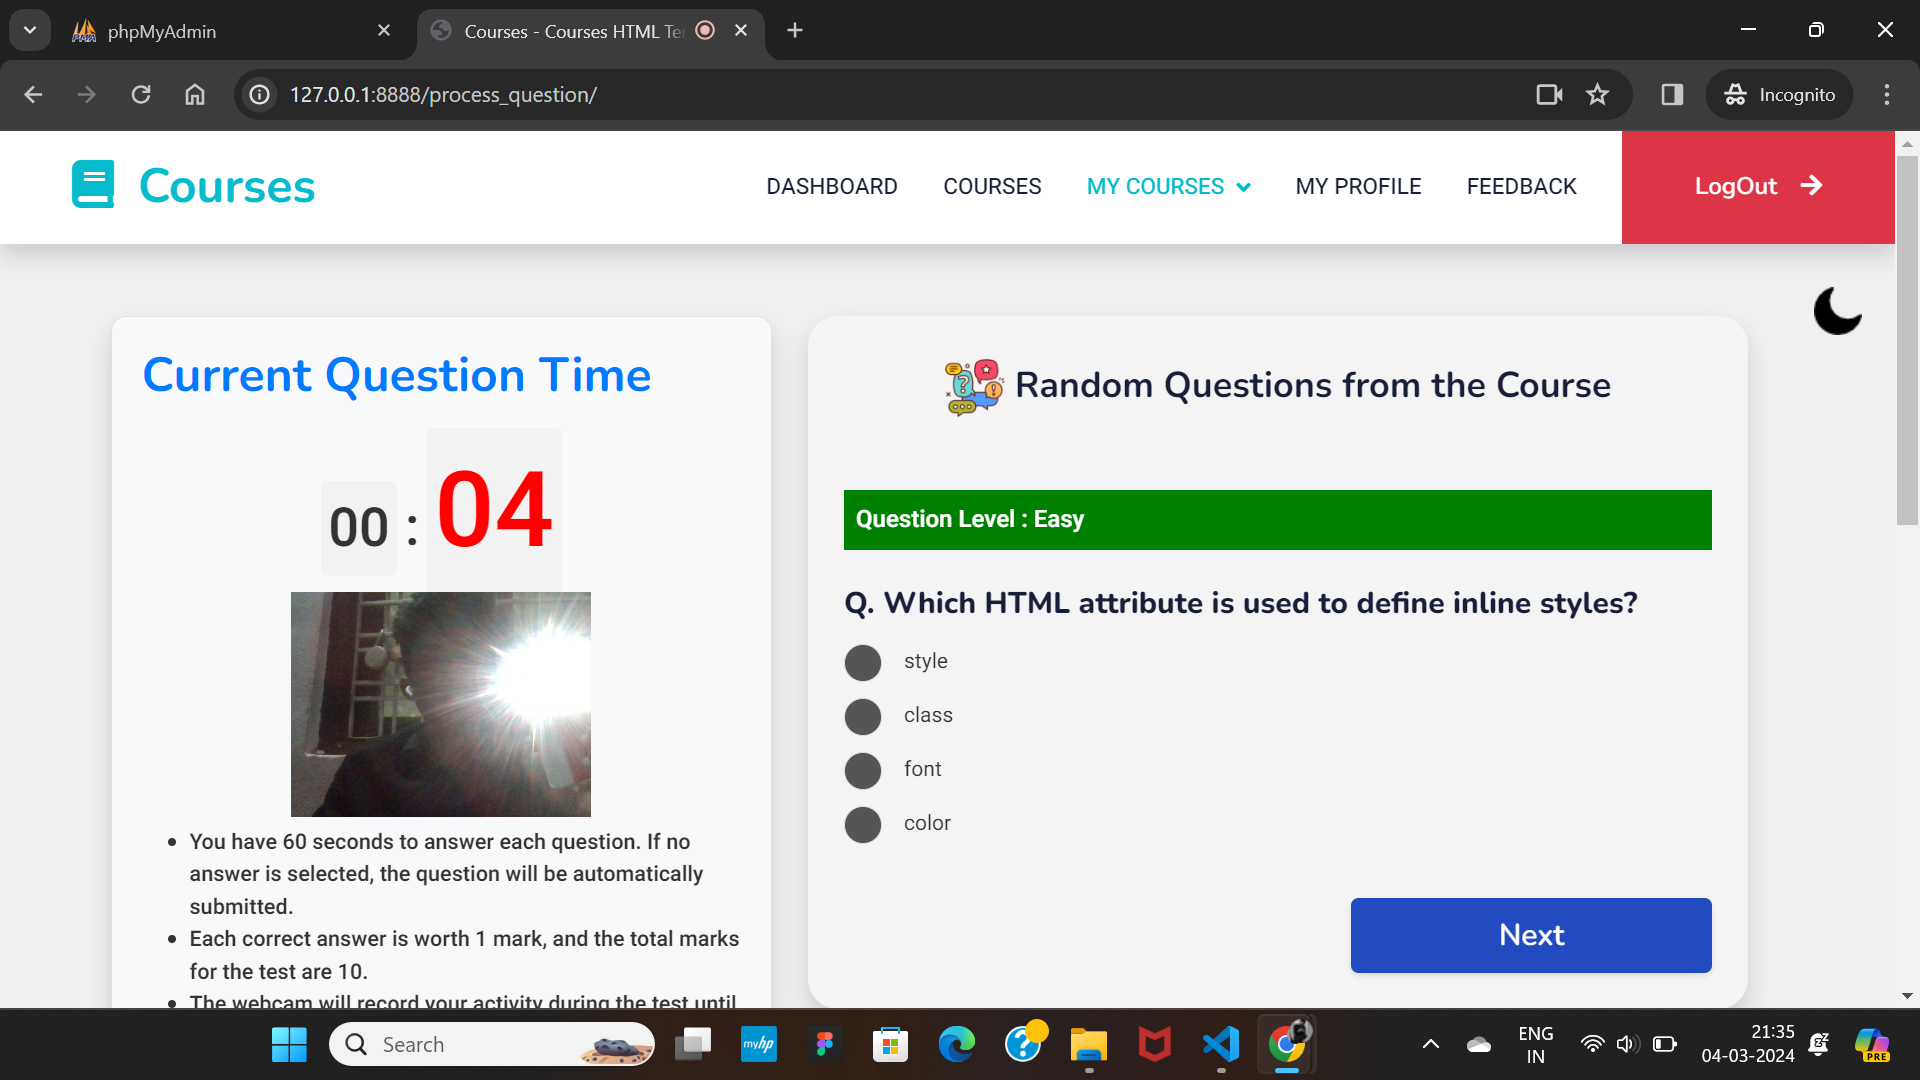 phpMyAdmin
Courses - Courses HTML Te
127.0.0.1:8888/process_question/
Incognito
Courses
DASHBOARD
COURSES
MY COURSES
MY PROFILE
FEEDBACK
LogOut
Current Question Time
00 : 04
You have 60 seconds to answer each question. If no
answer is selected, the question will be automatically
submitted.
Each correct answer is worth 1 mark, and the total marks
for the test are 10.
The webcam will record your activity during the test until
Random Questions from the Course
Question Level : Easy
Q. Which HTML attribute is used to define inline styles?
style
class
font
color
Next
Search
myhp
ENG
IN
21:35
04-03-2024
PRE